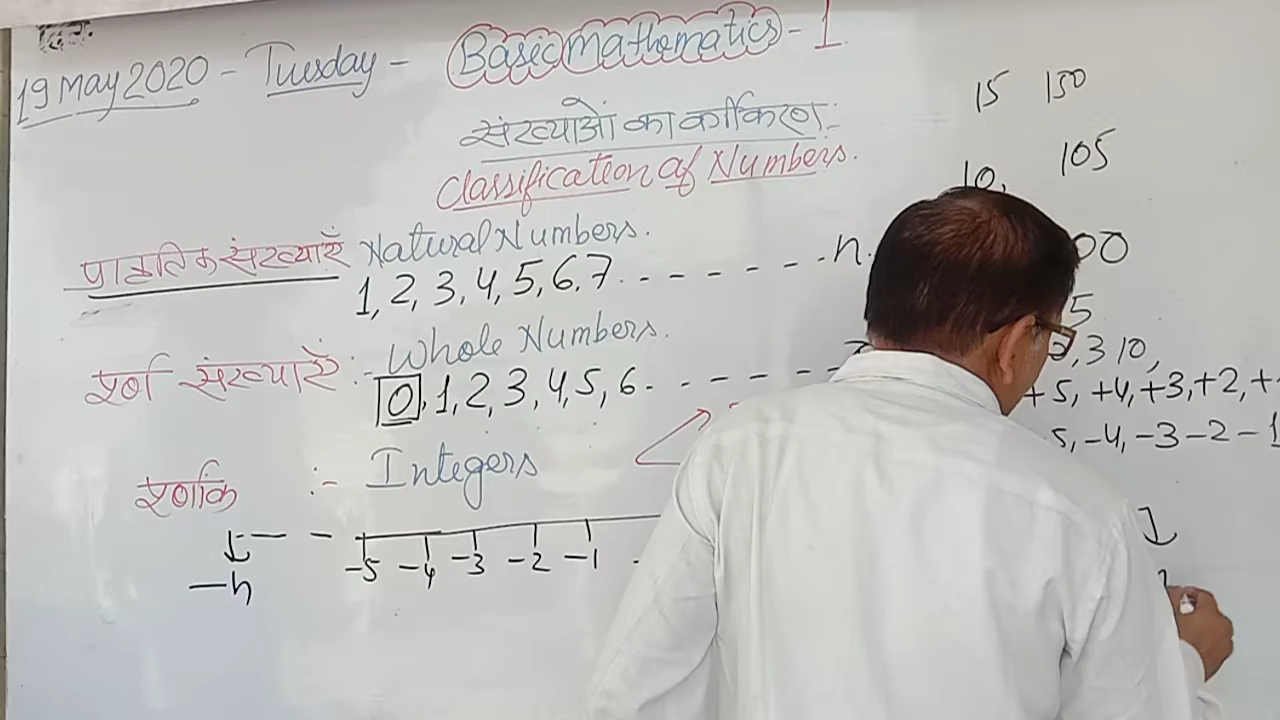 19 May 2020 - Tuesday - Basic Mathematics - 1
संख्याओं का वर्गीकरण :-
Classification of Numbers.
15 150
105
10,
प्राकृतिक संख्याएँ Natural Numbers.
1, 2, 3, 4, 5, 6, 7. - - - - - - - n.
00
5
पूर्ण संख्याएँ :- Whole Numbers.
0, 1, 2, 3, 4, 5, 6. - - - - - -
,3 10,
+5, +4, +3, +2, +
5, -4, -3 -2 -1
पूर्णांक :- Integers
-n -5 -4 -3 -2 -1